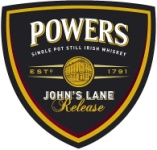 POWERS
SINGLE POT STILL IRISH WHISKEY
ESTD 1791
JOHN'S LANE
Release